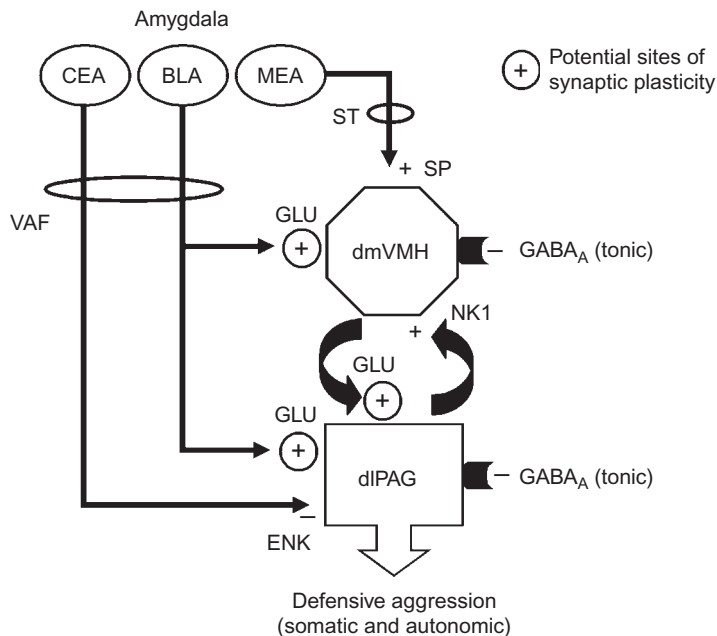 Amygdala
CEA
BLA
MEA
+
Potential sites of
synaptic plasticity
ST
+ SP
VAF
GLU
+
dmVMH
– GABAA (tonic)
+
NK1
GLU
+
GLU
+
dlPAG
– GABAA (tonic)
–
ENK
Defensive aggression
(somatic and autonomic)